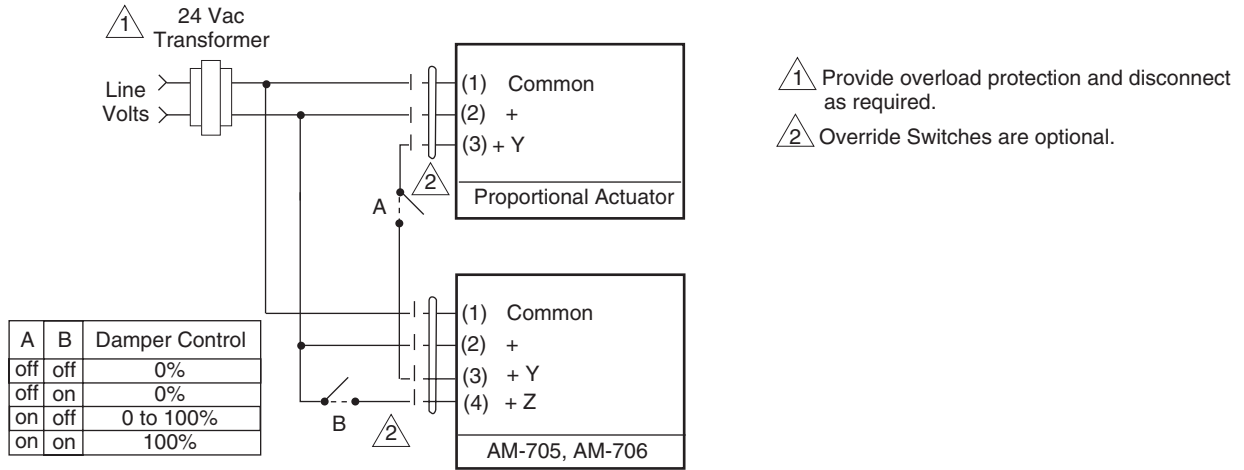 1
24 Vac
Transformer
Line
Volts
(1) Common
(2) +
(3) + Y
Proportional Actuator
2
A
1 Provide overload protection and disconnect
as required.
2 Override Switches are optional.
(1) Common
(2) +
(3) + Y
(4) + Z
AM-705, AM-706
B
2
A B Damper Control
off off 0%
off on 0%
on off 0 to 100%
on on 100%